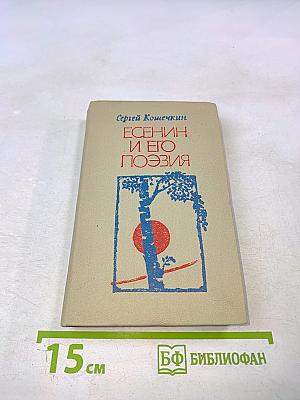 Сергей Кошечкин
ЕСЕНИН
И ЕГО
ПОЭЗИЯ
15 см
БФ БИБЛИОФАН